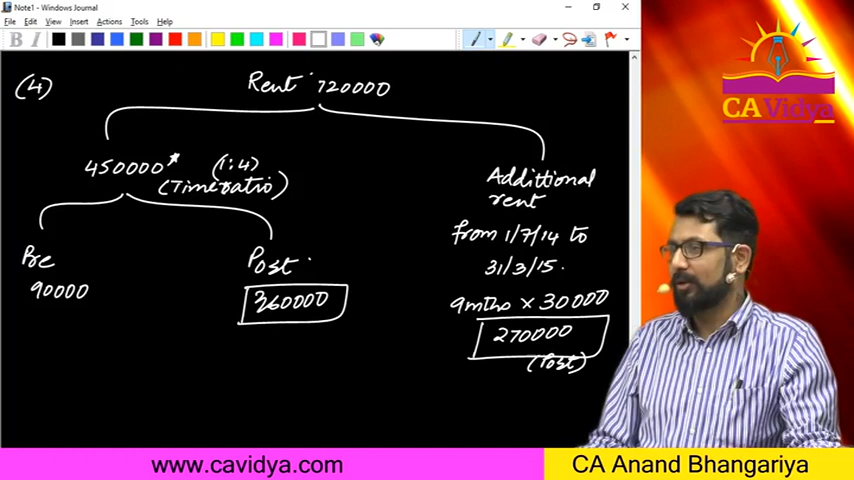 Note1 - Windows Journal
File Edit View Insert Actions Tools Help
(4)
Rent 720000
450000*
(1:4)
(Time ratio)
Pre
90000
Post
360000
Additional
rent
from 1/7/14 to
31/3/15.
9mths × 30000
270000
(Post)
CA Vidya
www.cavidya.com
CA Anand Bhangariya